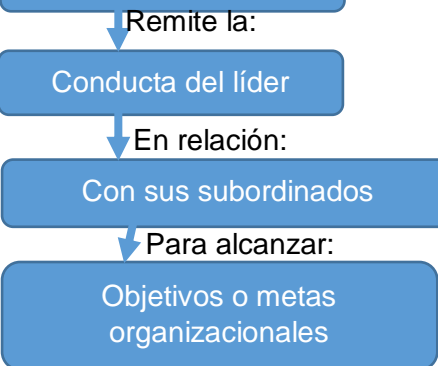 Remite la:
Conducta del líder
En relación:
Con sus subordinados
Para alcanzar:
Objetivos o metas
organizacionales